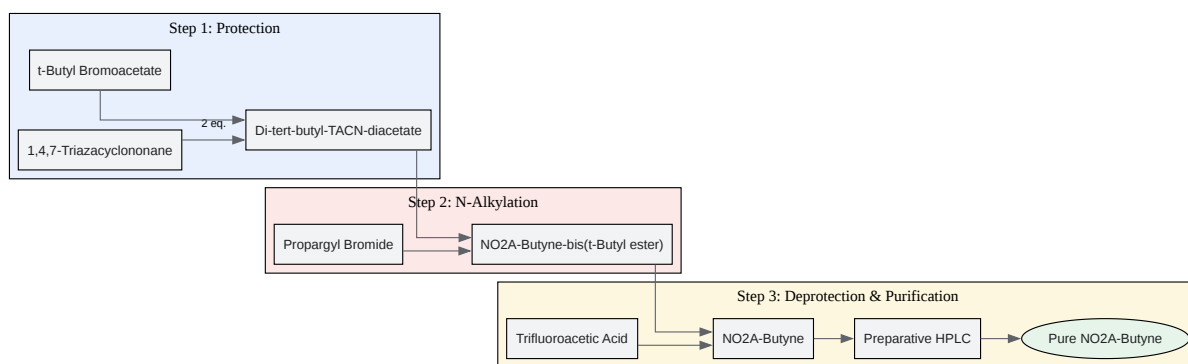 Step 1: Protection
t-Butyl Bromoacetate
2 eq.
Di-tert-butyl-TACN-diacetate
1,4,7-Triazacyclononane
Step 2: N-Alkylation
Propargyl Bromide
NO2A-Butyne-bis(t-Butyl ester)
Step 3: Deprotection & Purification
Trifluoroacetic Acid
NO2A-Butyne
Preparative HPLC
Pure NO2A-Butyne